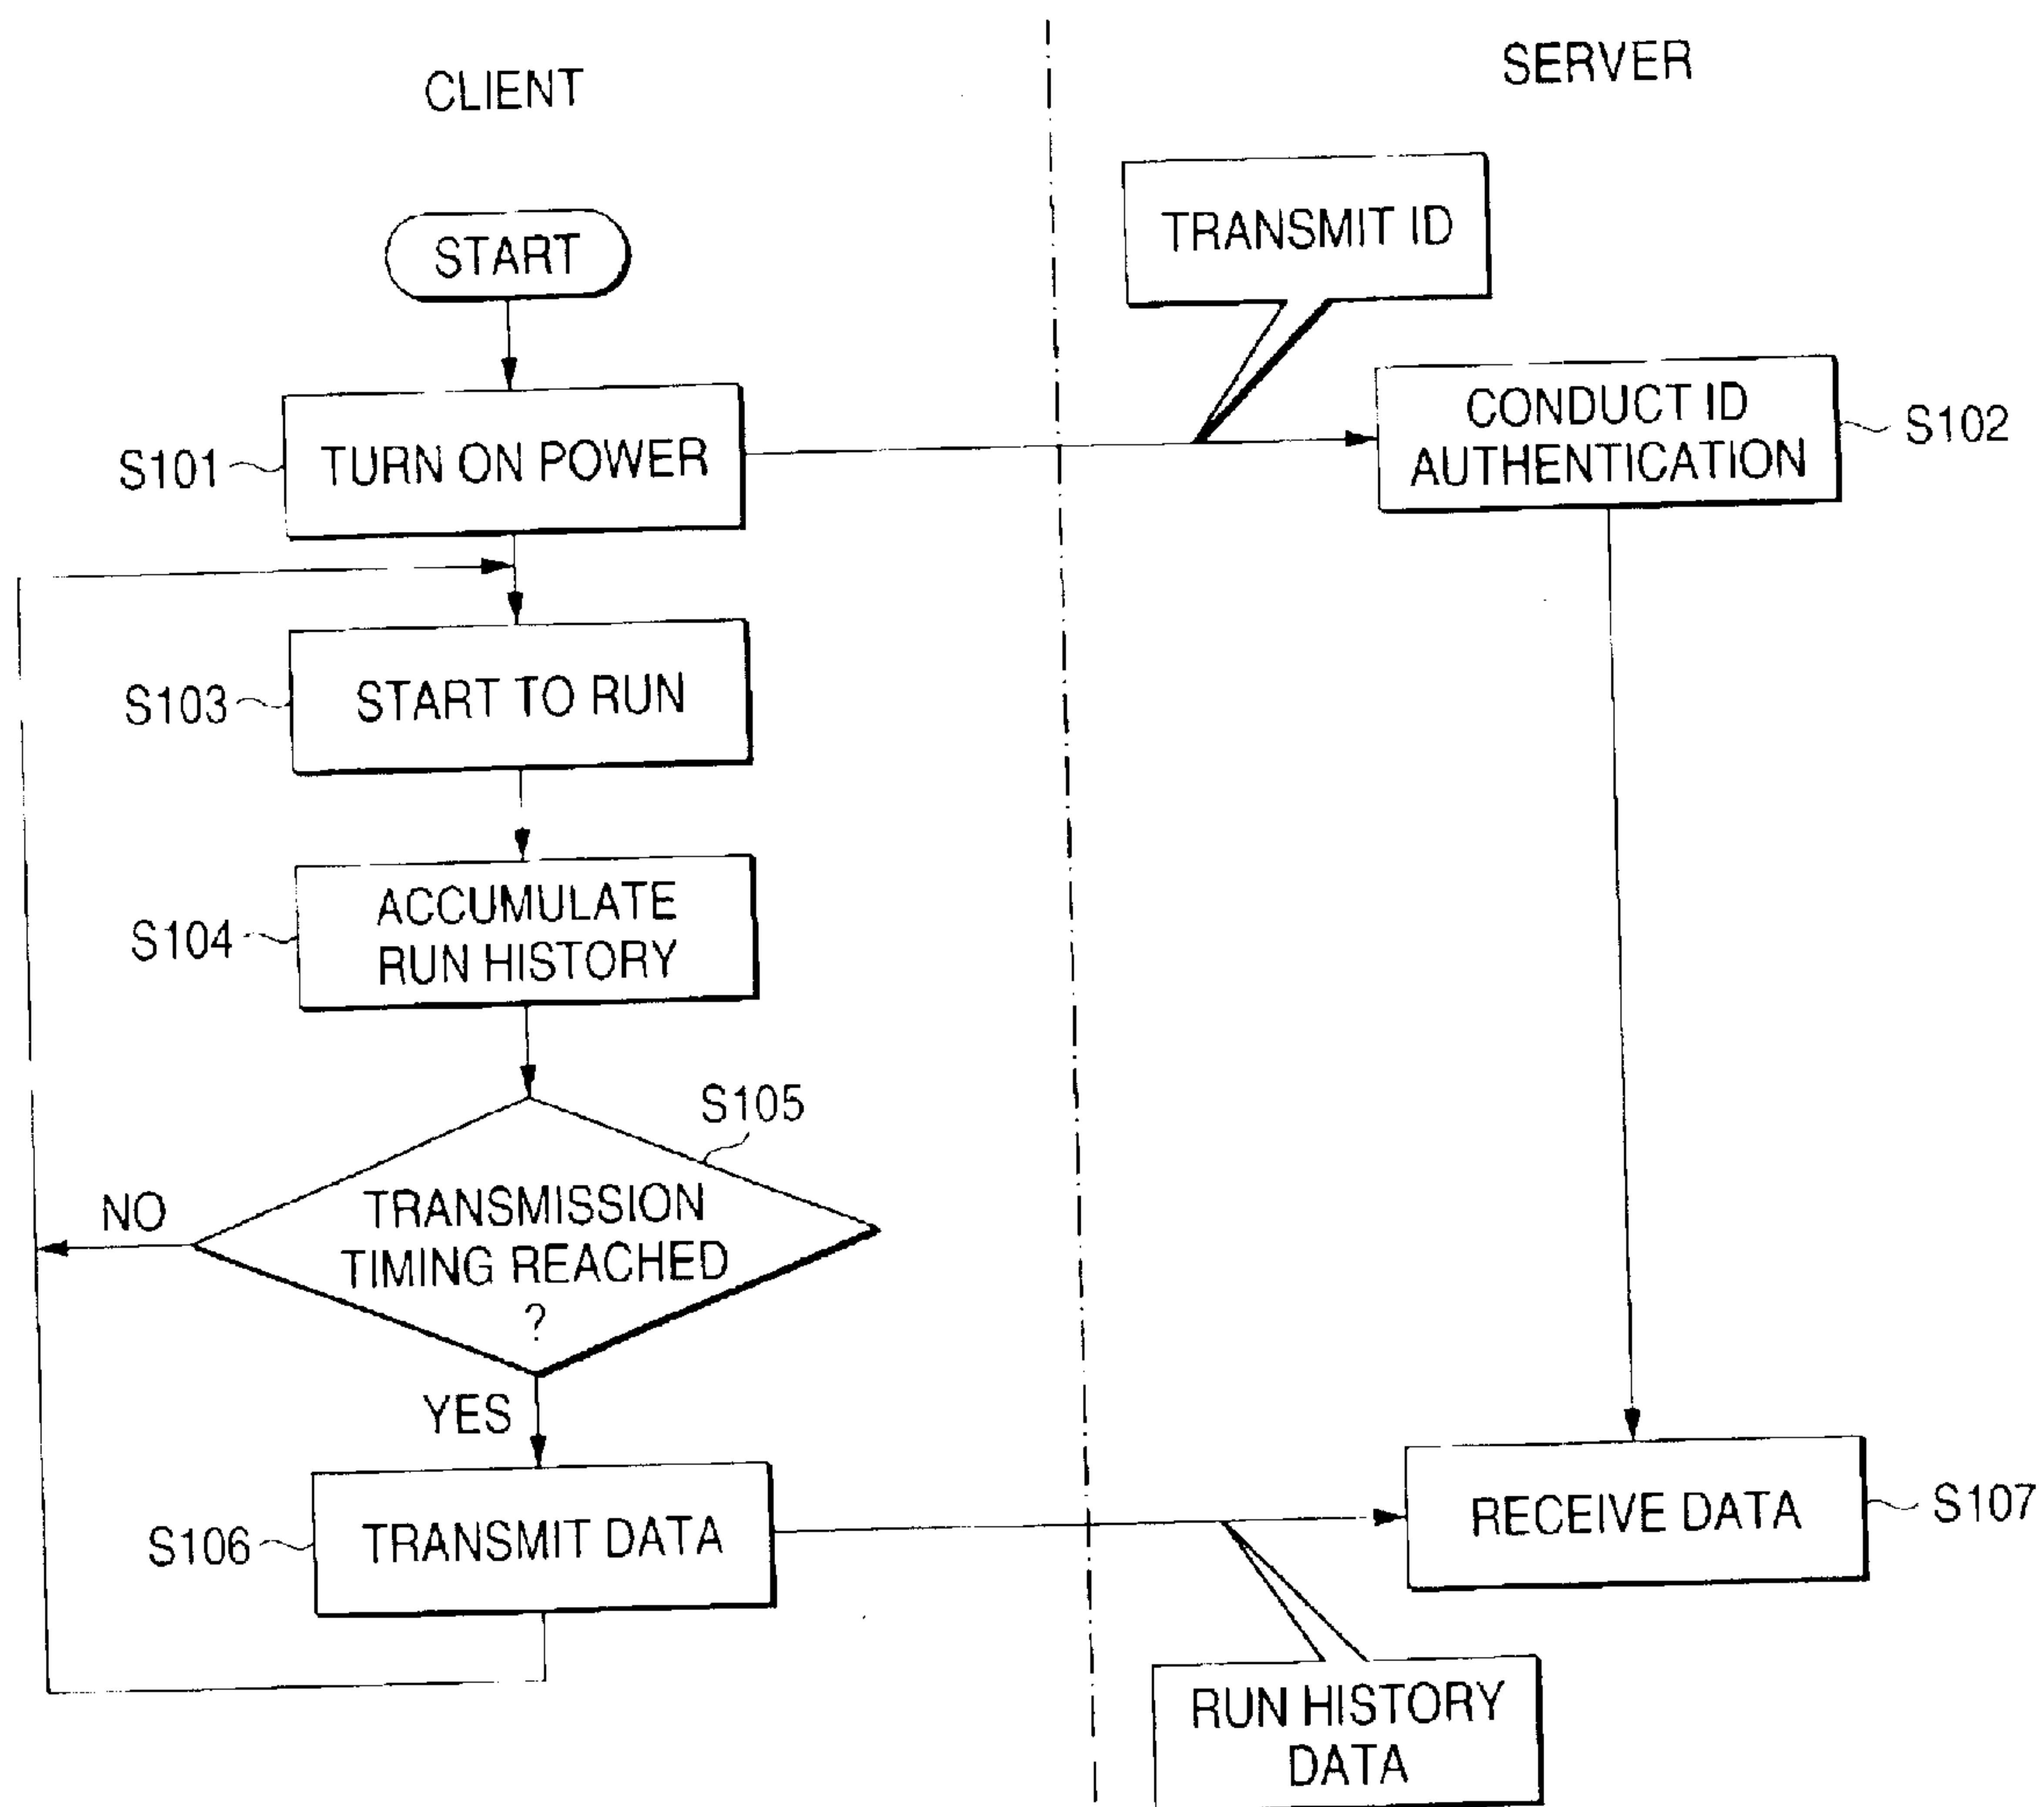 CLIENT
SERVER
TRANSMIT ID
START
CONDUCT ID
AUTHENTICATION
S102
S101
TURN ON POWER
S103
START TO RUN
S104
ACCUMULATE
RUN HISTORY
S105
TRANSMISSION
TIMING REACHED
?
NO
YES
S106
TRANSMIT DATA
RECEIVE DATA
S107
RUN HISTORY
DATA